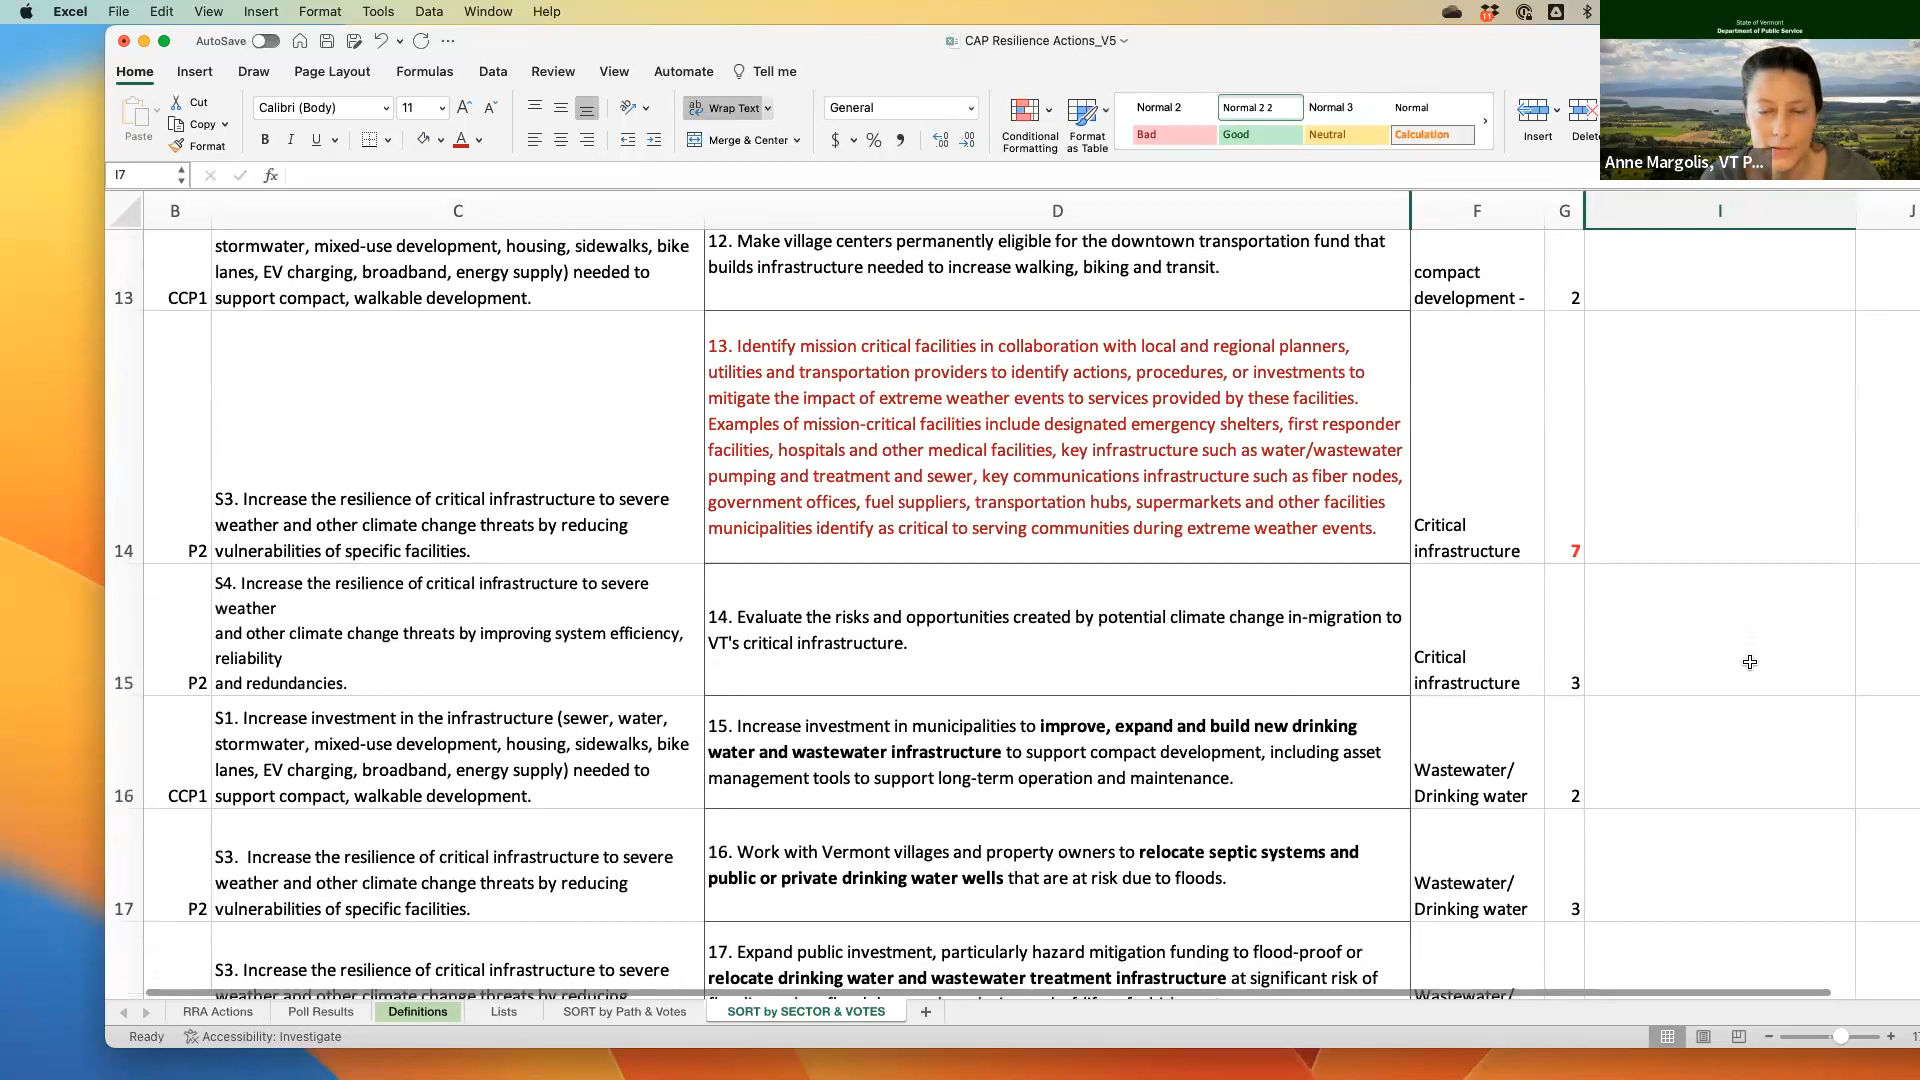 Excel File Edit View Insert Format Tools Data Window Help
11
AutoSave
CAP Resilience Actions_V5
Home Insert Draw Page Layout Formulas Data Review View Automate Tell me
Paste
Cut
Copy
Format
Calibri (Body) 11
B I U
Wrap Text
Merge & Center
General
$ %
Conditional Formatting
Format as Table
Normal 2 Normal 2 2 Normal 3 Normal
Bad Good Neutral Calculation
Insert
Delet
State of Vermont
Department of Public Service
Anne Margolis, VT P...
I7
fx
B C D F G I J
13
CCP1
stormwater, mixed-use development, housing, sidewalks, bike
lanes, EV charging, broadband, energy supply) needed to
support compact, walkable development.
12. Make village centers permanently eligible for the downtown transportation fund that
builds infrastructure needed to increase walking, biking and transit.
compact
development -
2
14
P2
S3. Increase the resilience of critical infrastructure to severe
weather and other climate change threats by reducing
vulnerabilities of specific facilities.
13. Identify mission critical facilities in collaboration with local and regional planners,
utilities and transportation providers to identify actions, procedures, or investments to
mitigate the impact of extreme weather events to services provided by these facilities.
Examples of mission-critical facilities include designated emergency shelters, first responder
facilities, hospitals and other medical facilities, key infrastructure such as water/wastewater
pumping and treatment and sewer, key communications infrastructure such as fiber nodes,
government offices, fuel suppliers, transportation hubs, supermarkets and other facilities
municipalities identify as critical to serving communities during extreme weather events.
Critical
infrastructure
7
15
P2
S4. Increase the resilience of critical infrastructure to severe
weather
and other climate change threats by improving system efficiency,
reliability
and redundancies.
14. Evaluate the risks and opportunities created by potential climate change in-migration to
VT's critical infrastructure.
Critical
infrastructure
3
16
CCP1
S1. Increase investment in the infrastructure (sewer, water,
stormwater, mixed-use development, housing, sidewalks, bike
lanes, EV charging, broadband, energy supply) needed to
support compact, walkable development.
15. Increase investment in municipalities to improve, expand and build new drinking
water and wastewater infrastructure to support compact development, including asset
management tools to support long-term operation and maintenance.
Wastewater/
Drinking water
2
17
P2
S3. Increase the resilience of critical infrastructure to severe
weather and other climate change threats by reducing
vulnerabilities of specific facilities.
16. Work with Vermont villages and property owners to relocate septic systems and
public or private drinking water wells that are at risk due to floods.
Wastewater/
Drinking water
3
S3. Increase the resilience of critical infrastructure to severe
weather and other climate change threats by reducing
17. Expand public investment, particularly hazard mitigation funding to flood-proof or
relocate drinking water and wastewater treatment infrastructure at significant risk of
Wastewater/
RRA Actions Poll Results Definitions Lists SORT by Path & Votes SORT by SECTOR & VOTES +
Ready Accessibility: Investigate